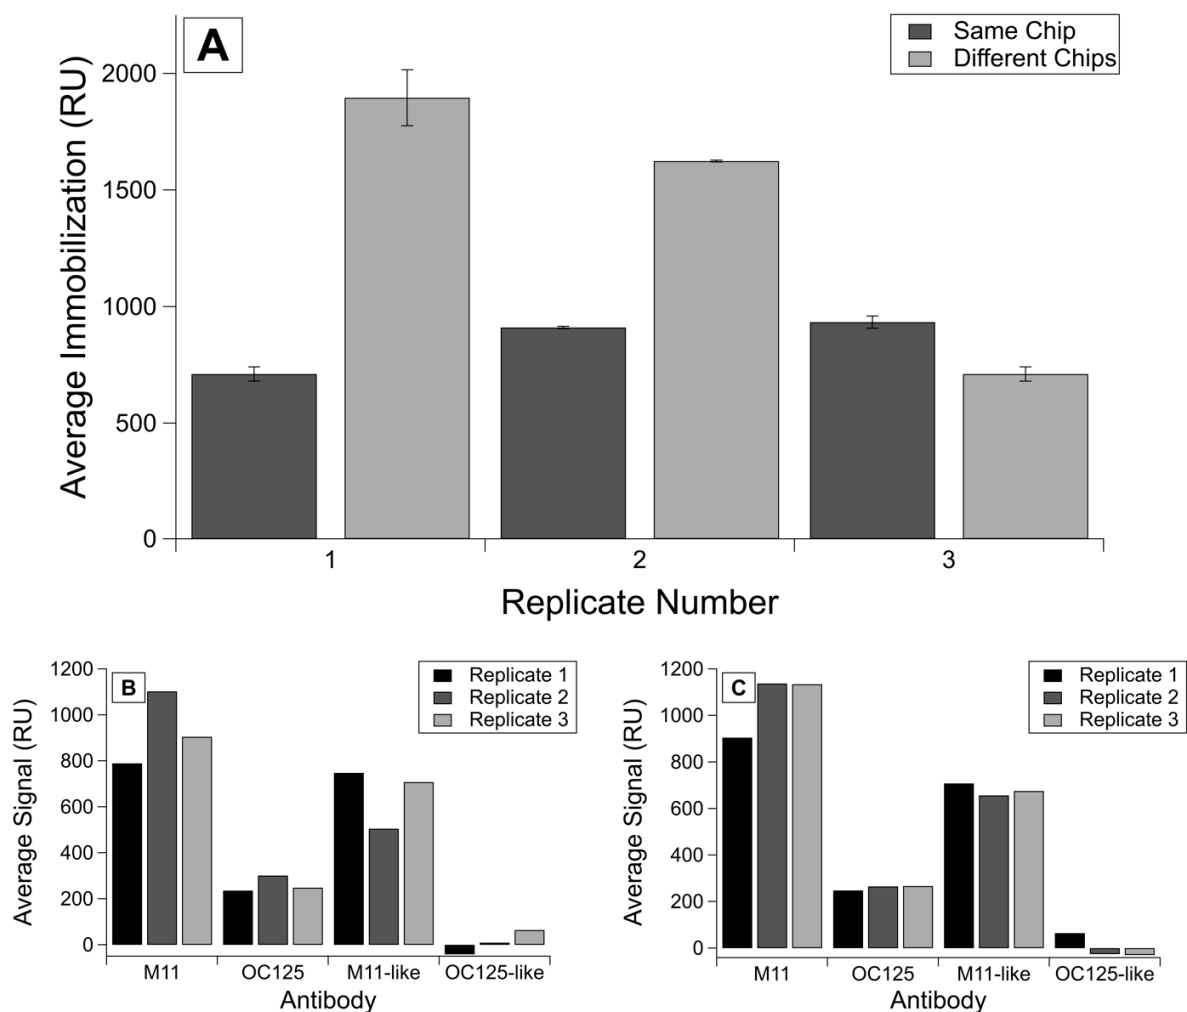 A
Same Chip
Different Chips
Average Immobilization (RU)
2000
1500
1000
500
0
1 2 3
Replicate Number
B
Replicate 1
Replicate 2
Replicate 3
Average Signal (RU)
1200
1000
800
600
400
200
0
M11 OC125 M11-like OC125-like
Antibody
C
Replicate 1
Replicate 2
Replicate 3
Average Signal (RU)
1200
1000
800
600
400
200
0
M11 OC125 M11-like OC125-like
Antibody